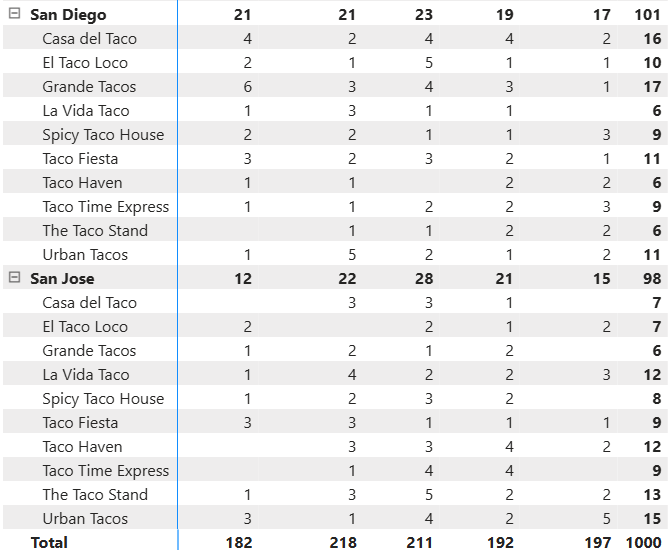 San Diego 21 21 23 19 17 101
Casa del Taco 4 2 4 4 2 16
El Taco Loco 2 1 5 1 1 10
Grande Tacos 6 3 4 3 1 17
La Vida Taco 1 3 1 1 6
Spicy Taco House 2 2 1 1 3 9
Taco Fiesta 3 2 3 2 1 11
Taco Haven 1 1 2 2 6
Taco Time Express 1 1 2 2 3 9
The Taco Stand 1 1 2 2 6
Urban Tacos 1 5 2 1 2 11
San Jose 12 22 28 21 15 98
Casa del Taco 3 3 1 7
El Taco Loco 2 2 1 2 7
Grande Tacos 1 2 1 2 6
La Vida Taco 1 4 2 2 3 12
Spicy Taco House 1 2 3 2 8
Taco Fiesta 3 3 1 1 1 9
Taco Haven 3 3 4 2 12
Taco Time Express 1 4 4 9
The Taco Stand 1 3 5 2 2 13
Urban Tacos 3 1 4 2 5 15
Total 182 218 211 192 197 1000